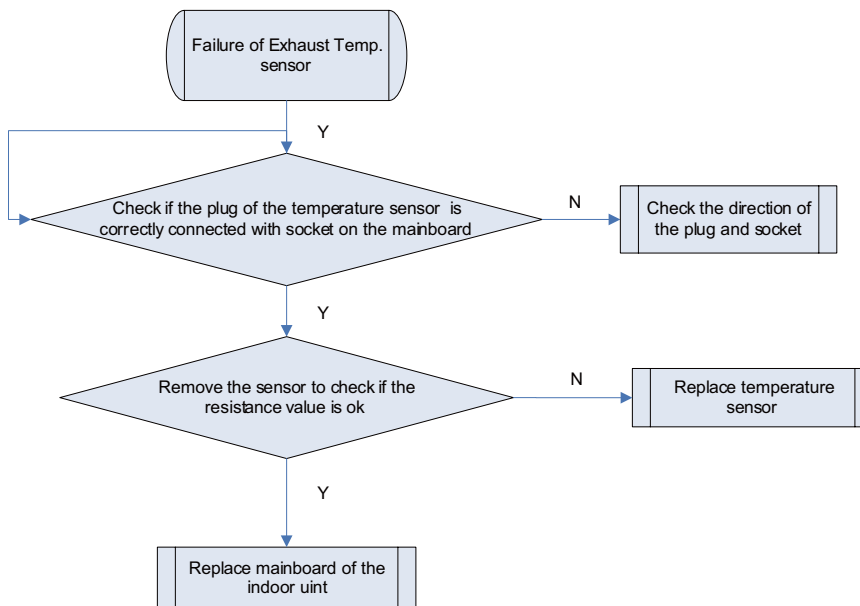 Failure of Exhaust Temp.
sensor
Y
Check if the plug of the temperature sensor is
correctly connected with socket on the mainboard
N
Check the direction of
the plug and socket
Y
Remove the sensor to check if the
resistance value is ok
N
Replace temperature
sensor
Y
Replace mainboard of the
indoor uint